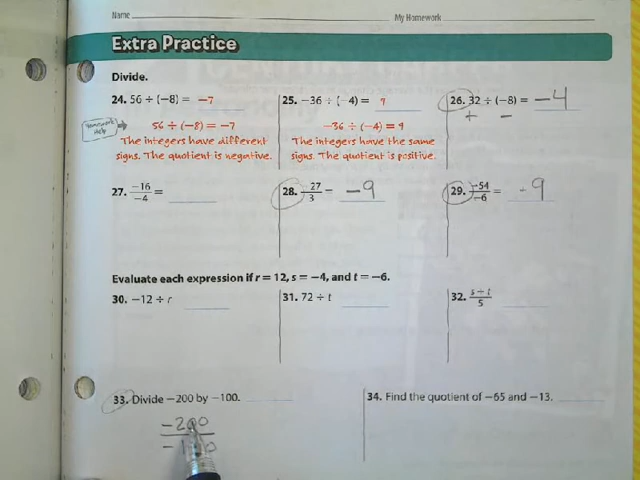 Name
My Homework
Extra Practice
Divide.
24. 56 ÷ (−8) = −7
25. −36 ÷ (−4) = 9
26. 32 ÷ (−8) = −4
+ −
Homework Help
56 ÷ (−8) = −7
The integers have different
signs. The quotient is negative.
−36 ÷ (−4) = 9
The integers have the same
signs. The quotient is positive.
27. −16/−4 =
28. −27/3 = −9
29. −54/−6 = 9
Evaluate each expression if r = 12, s = −4, and t = −6.
30. −12 ÷ r
31. 72 ÷ t
32. s ÷ t/5
33. Divide −200 by −100.
34. Find the quotient of −65 and −13.
−200